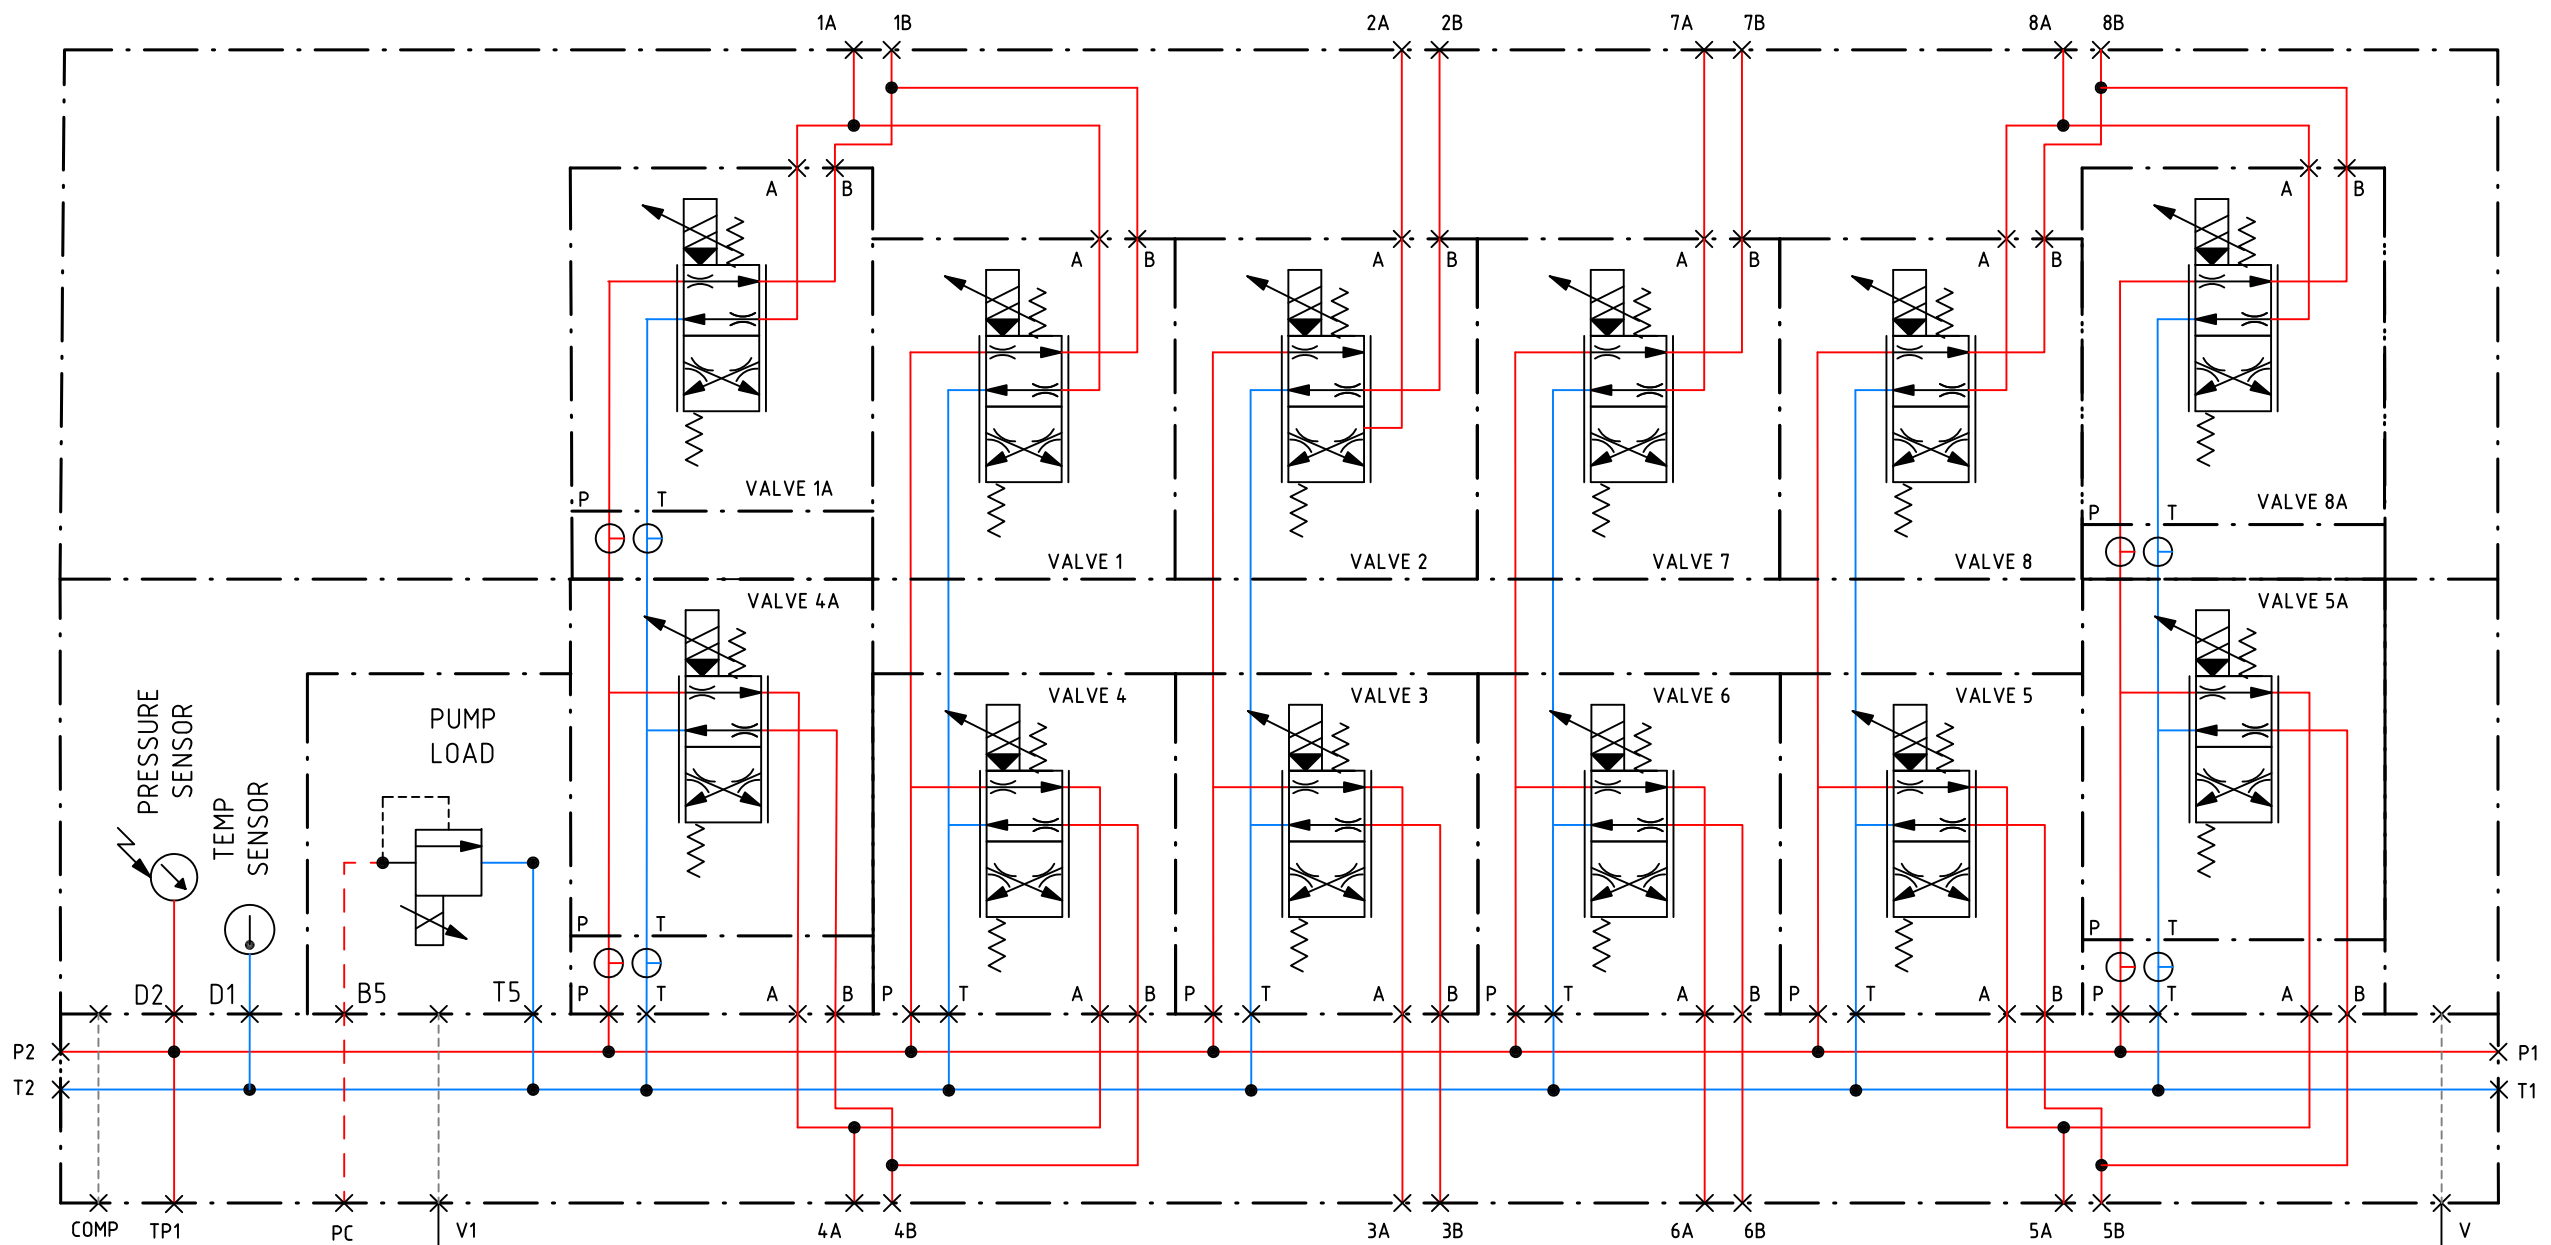 1A
1B
2A
2B
7A
7B
8A
8B
A
B
A
B
A
B
A
B
A
B
A
B
VALVE 1A
P
T
VALVE 8A
P
T
VALVE 1
VALVE 2
VALVE 7
VALVE 8
VALVE 4A
VALVE 5A
VALVE 4
VALVE 3
VALVE 6
VALVE 5
PRESSURE
SENSOR
TEMP
SENSOR
PUMP
LOAD
P
T
P
T
D2
D1
B5
T5
P
T
A
B
P
T
A
B
P
T
A
B
P
T
A
B
P
T
A
B
P
T
A
B
P2
P1
T2
T1
COMP
TP1
PC
V1
4A
4B
3A
3B
6A
6B
5A
5B
V